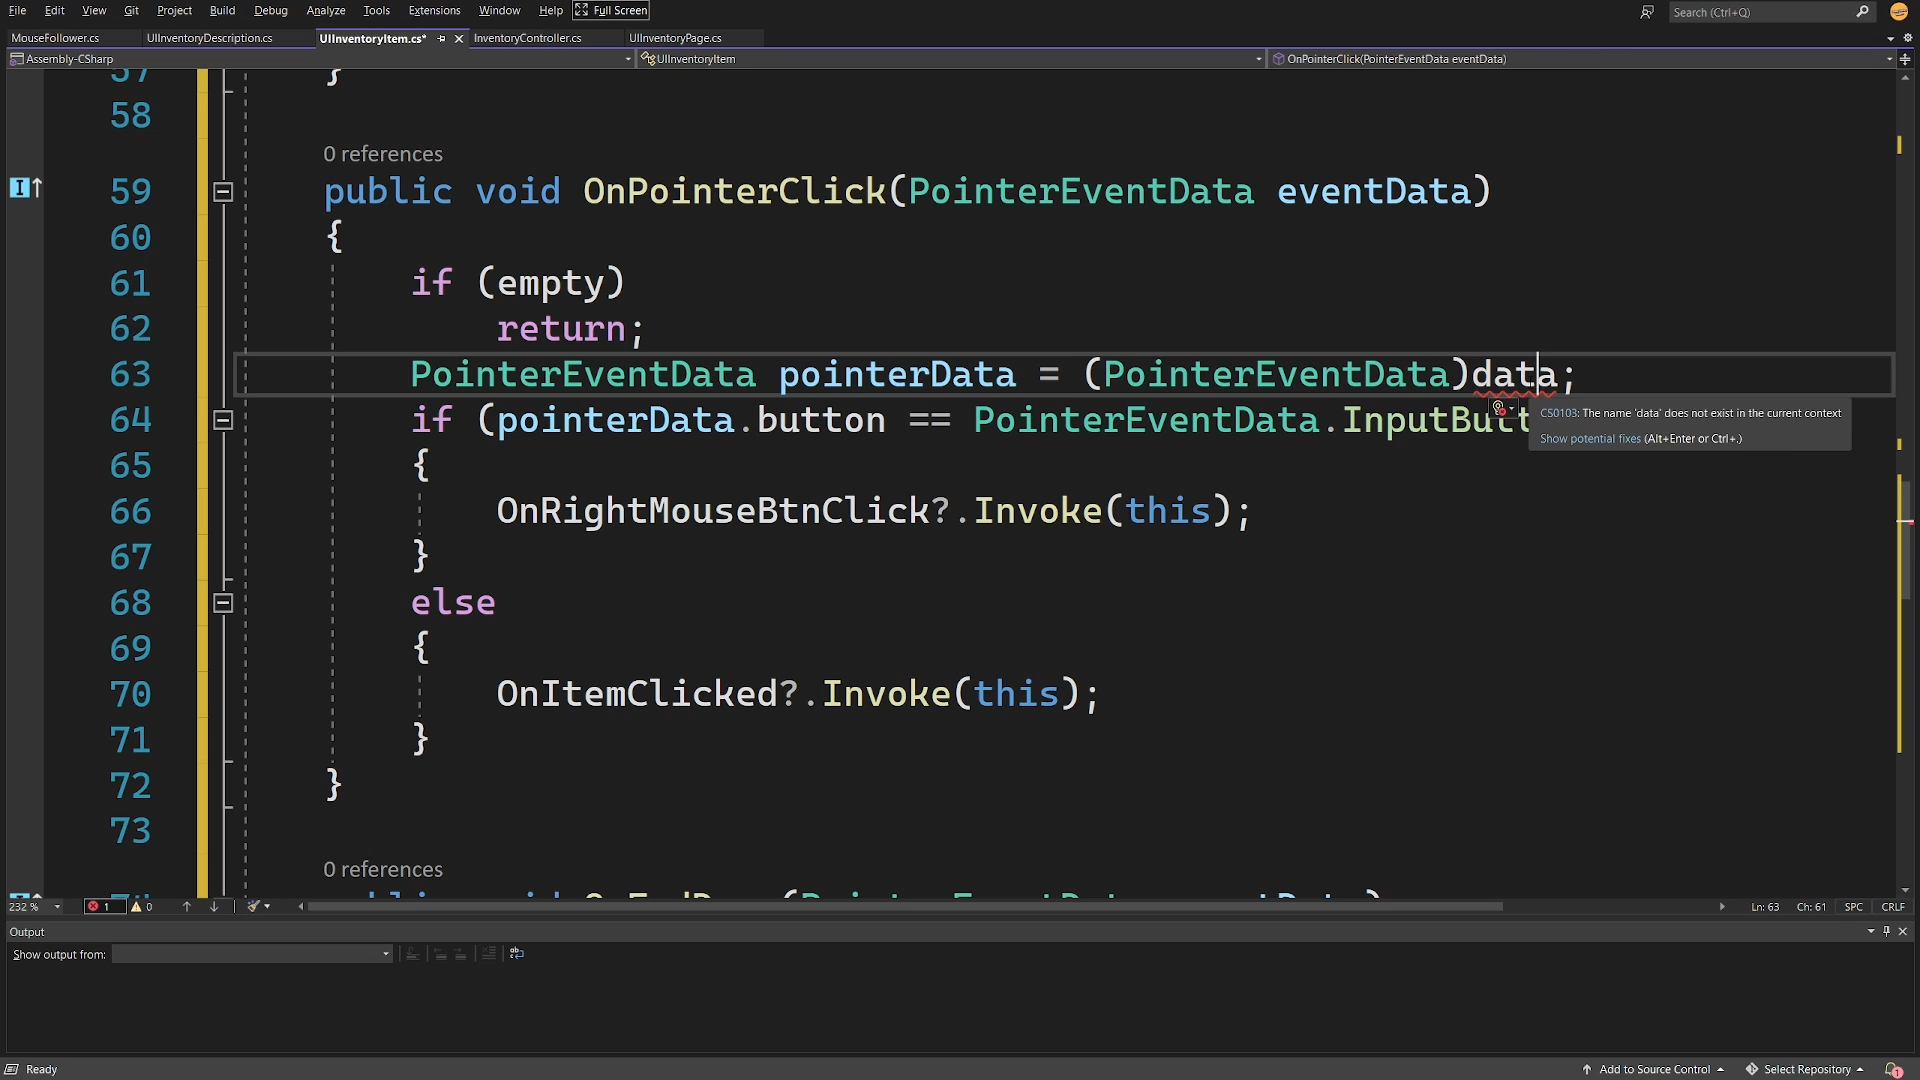 File Edit View Git Project Build Debug Analyze Tools Extensions Window Help Full Screen Search (Ctrl+Q)
MouseFollower.cs UIInventoryDescription.cs UIInventoryItem.cs* InventoryController.cs UIInventoryPage.cs
Assembly-CSharp UIInventoryItem OnPointerClick(PointerEventData eventData)
57 }
58
0 references
59 public void OnPointerClick(PointerEventData eventData)
60 {
61 if (empty)
62 return;
63 PointerEventData pointerData = (PointerEventData)data;
64 if (pointerData.button == PointerEventData.InputButt
CS0103: The name 'data' does not exist in the current context
Show potential fixes (Alt+Enter or Ctrl+.)
65 {
66 OnRightMouseBtnClick?.Invoke(this);
67 }
68 else
69 {
70 OnItemClicked?.Invoke(this);
71 }
72 }
73
0 references
232 % 1 0 Ln: 63 Ch: 61 SPC CRLF
Output
Show output from:
Ready Add to Source Control Select Repository 1